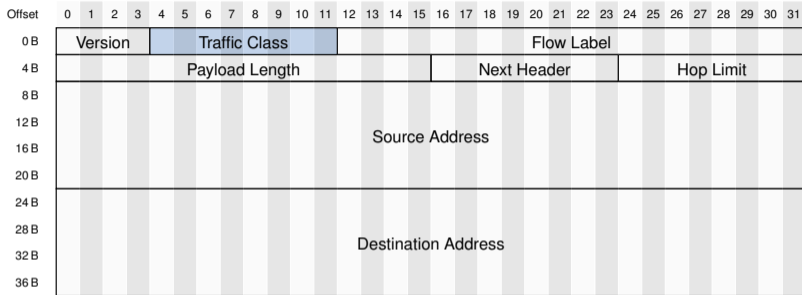 Offset 0 1 2 3 4 5 6 7 8 9 10 11 12 13 14 15 16 17 18 19 20 21 22 23 24 25 26 27 28 29 30 31
0 B Version Traffic Class Flow Label
4 B Payload Length Next Header Hop Limit
8 B
12 B
Source Address
16 B
20 B
24 B
28 B
Destination Address
32 B
36 B